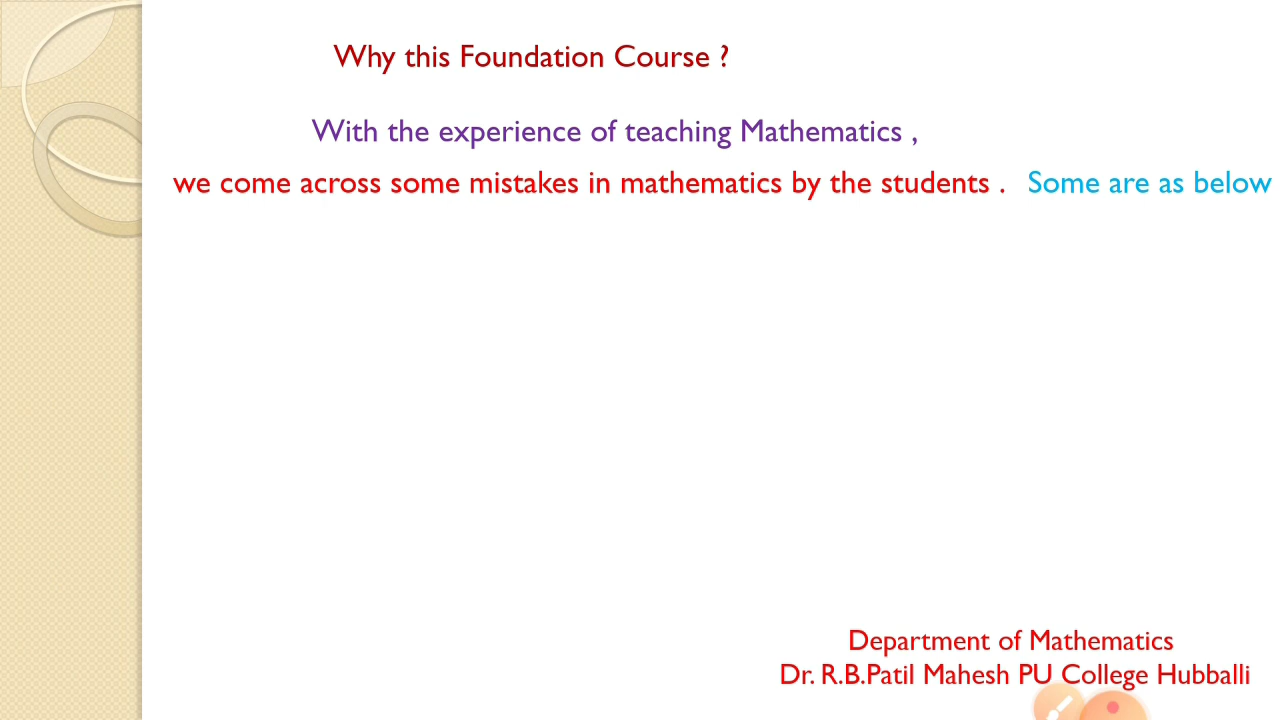 Why this Foundation Course ?
With the experience of teaching Mathematics ,
we come across some mistakes in mathematics by the students . Some are as below
Department of Mathematics
Dr. R.B.Patil Mahesh PU College Hubballi